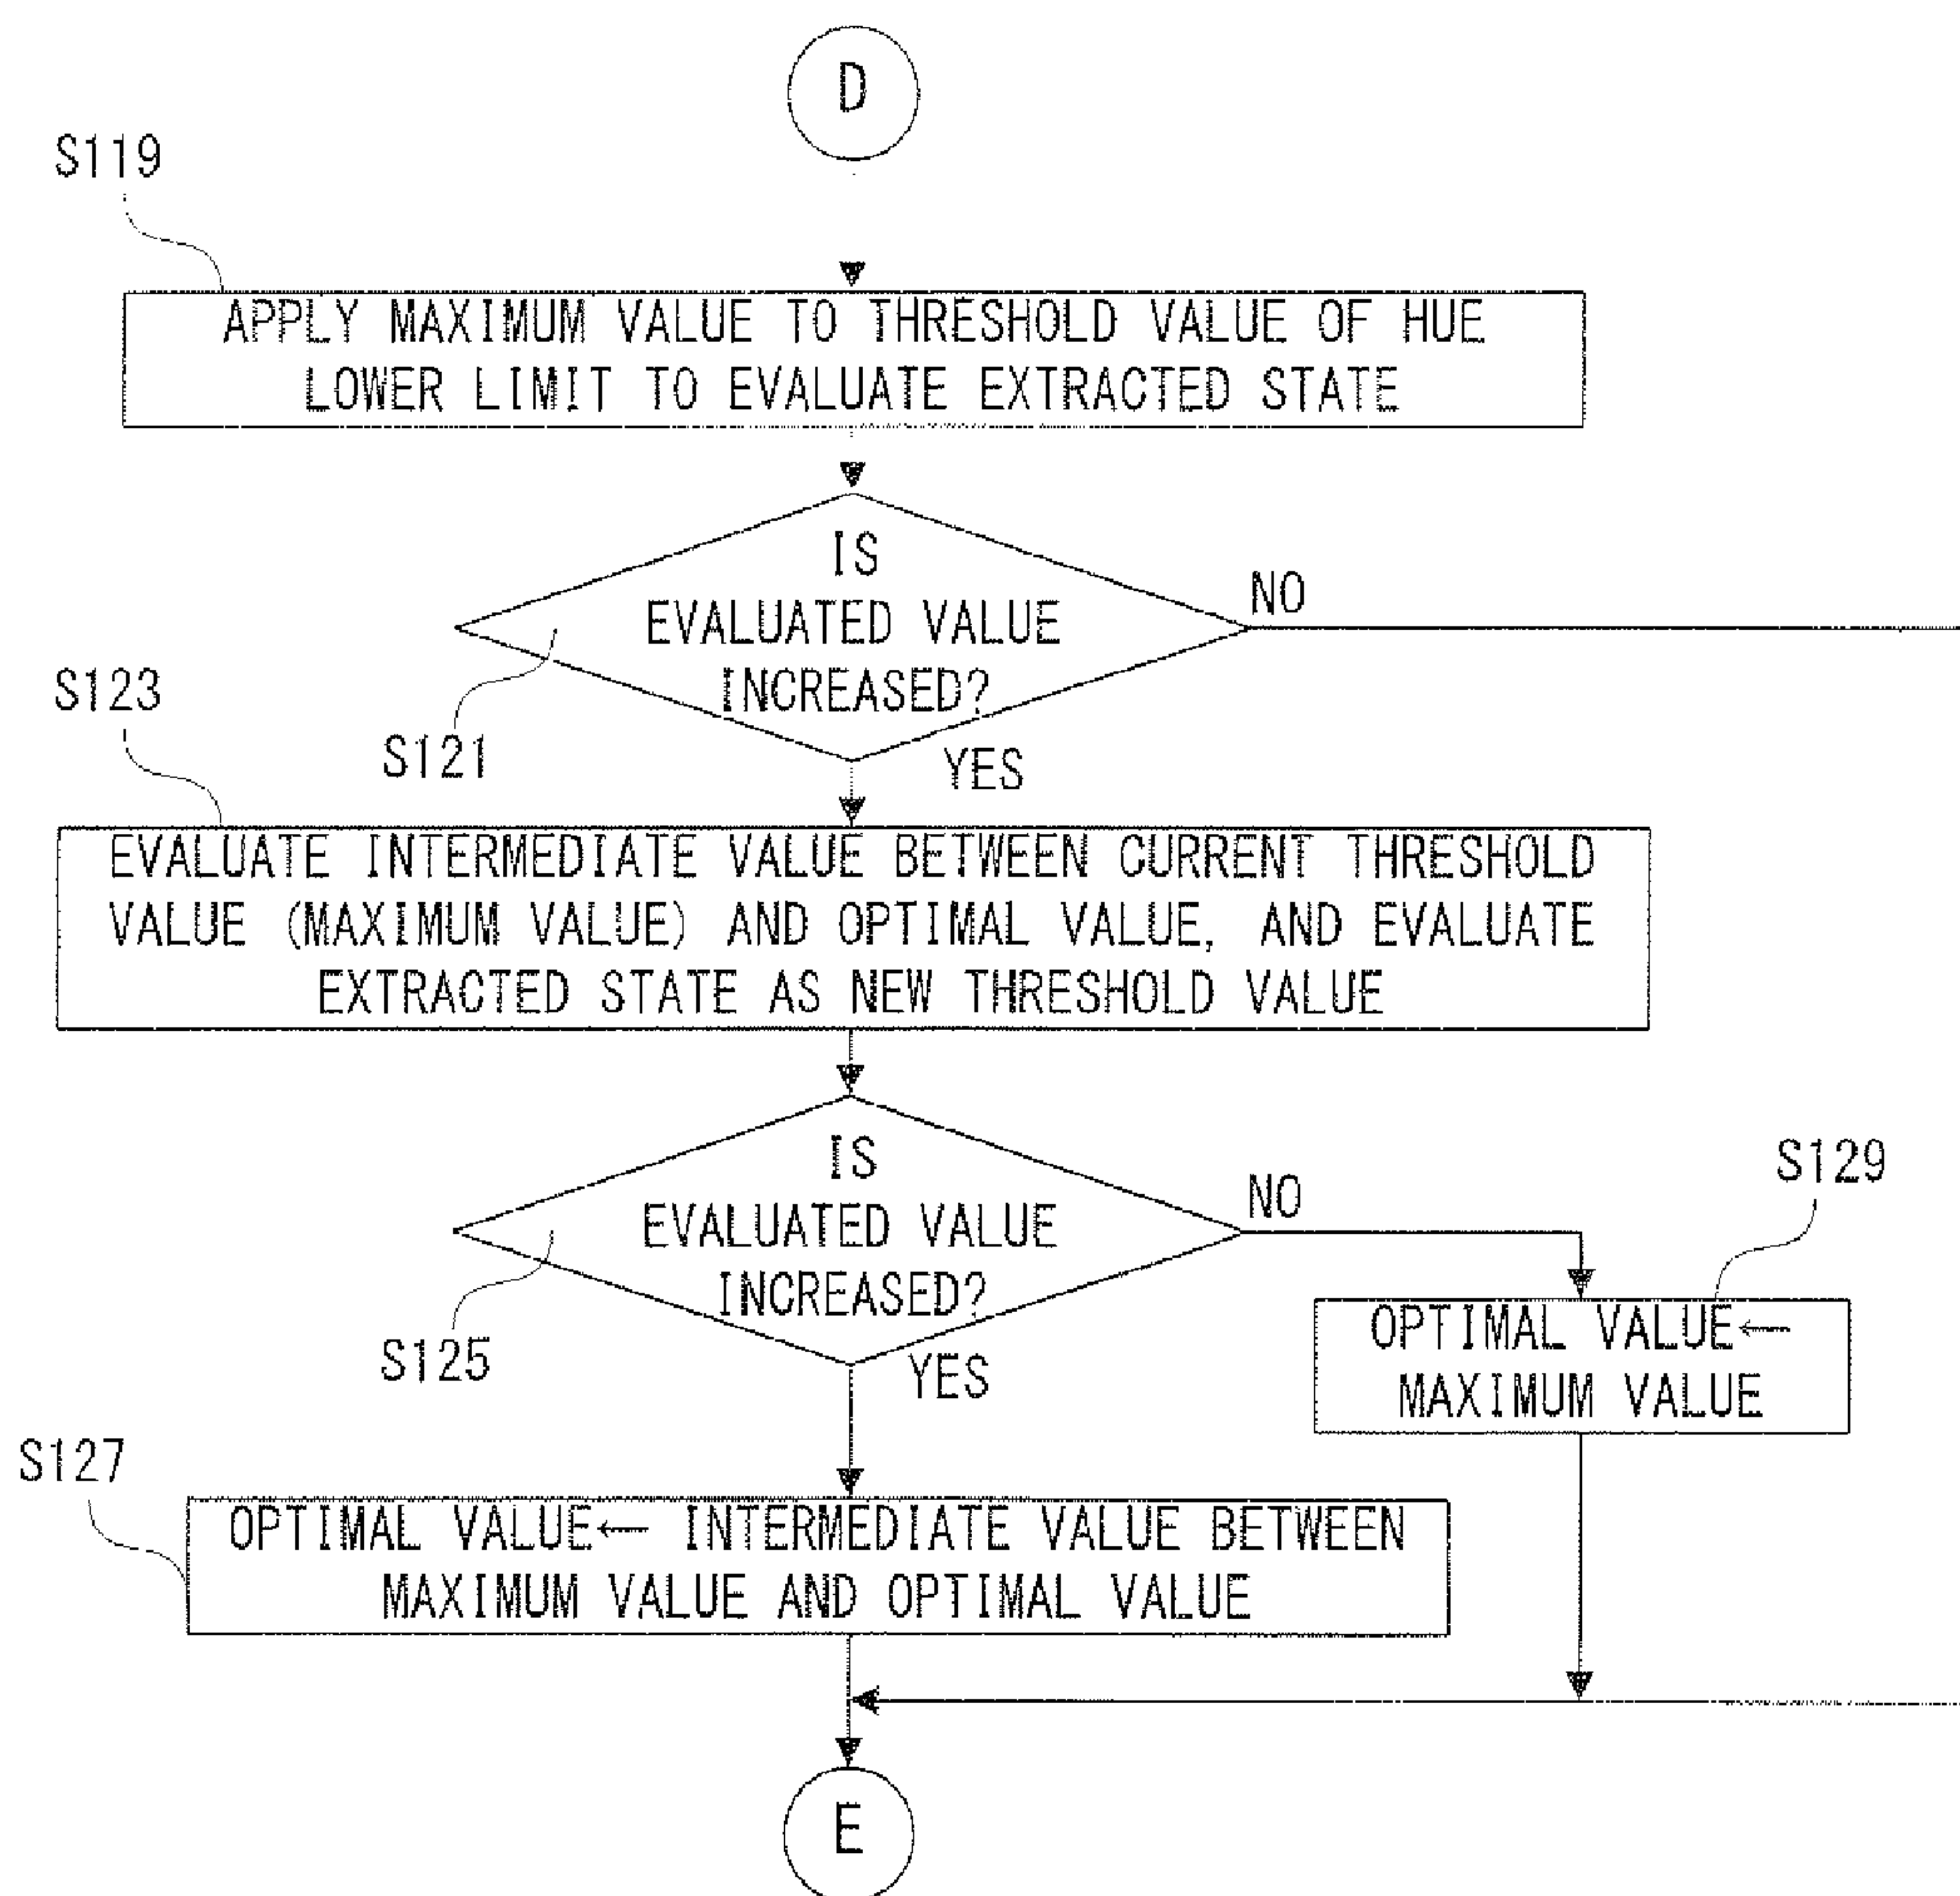 D
S119
APPLY MAXIMUM VALUE TO THRESHOLD VALUE OF HUE
LOWER LIMIT TO EVALUATE EXTRACTED STATE
IS
EVALUATED VALUE
INCREASED?
NO
S121
YES
S123
EVALUATE INTERMEDIATE VALUE BETWEEN CURRENT THRESHOLD
VALUE (MAXIMUM VALUE) AND OPTIMAL VALUE, AND EVALUATE
EXTRACTED STATE AS NEW THRESHOLD VALUE
IS
EVALUATED VALUE
INCREASED?
NO
S125
YES
S129
OPTIMAL VALUE←
MAXIMUM VALUE
S127
OPTIMAL VALUE← INTERMEDIATE VALUE BETWEEN
MAXIMUM VALUE AND OPTIMAL VALUE
E